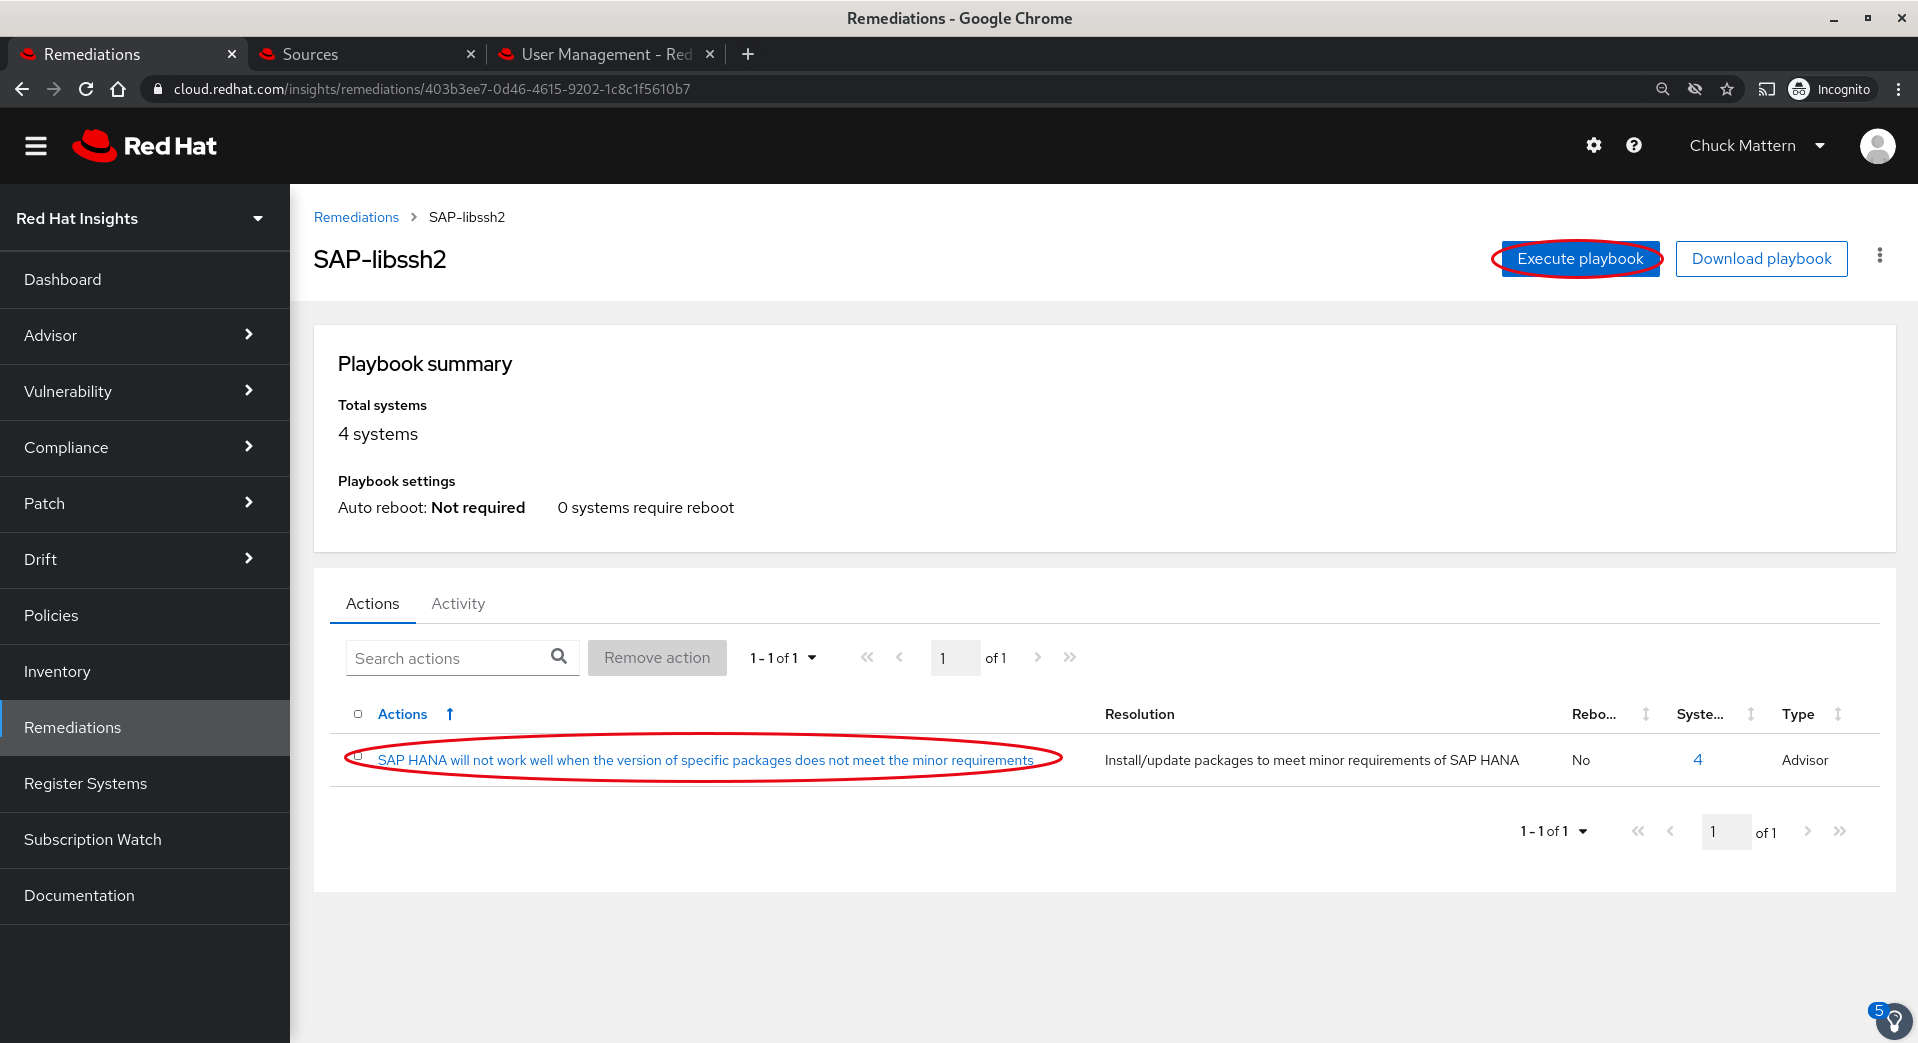 Remediations - Google Chrome
Remediations
Sources
User Management - Red
cloud.redhat.com/insights/remediations/403b3ee7-0d46-4615-9202-1c8c1f5610b7
Incognito
Red Hat
Chuck Mattern
Red Hat Insights
Dashboard
Advisor
Vulnerability
Compliance
Patch
Drift
Policies
Inventory
Remediations
Register Systems
Subscription Watch
Documentation
Remediations > SAP-libssh2
SAP-libssh2
Execute playbook
Download playbook
Playbook summary
Total systems
4 systems
Playbook settings
Auto reboot: Not required 0 systems require reboot
Actions Activity
Search actions
Remove action
1 - 1 of 1
1 of 1
Actions Resolution Rebo... Syste... Type
SAP HANA will not work well when the version of specific packages does not meet the minor requirements Install/update packages to meet minor requirements of SAP HANA No 4 Advisor
1 - 1 of 1
1 of 1
5